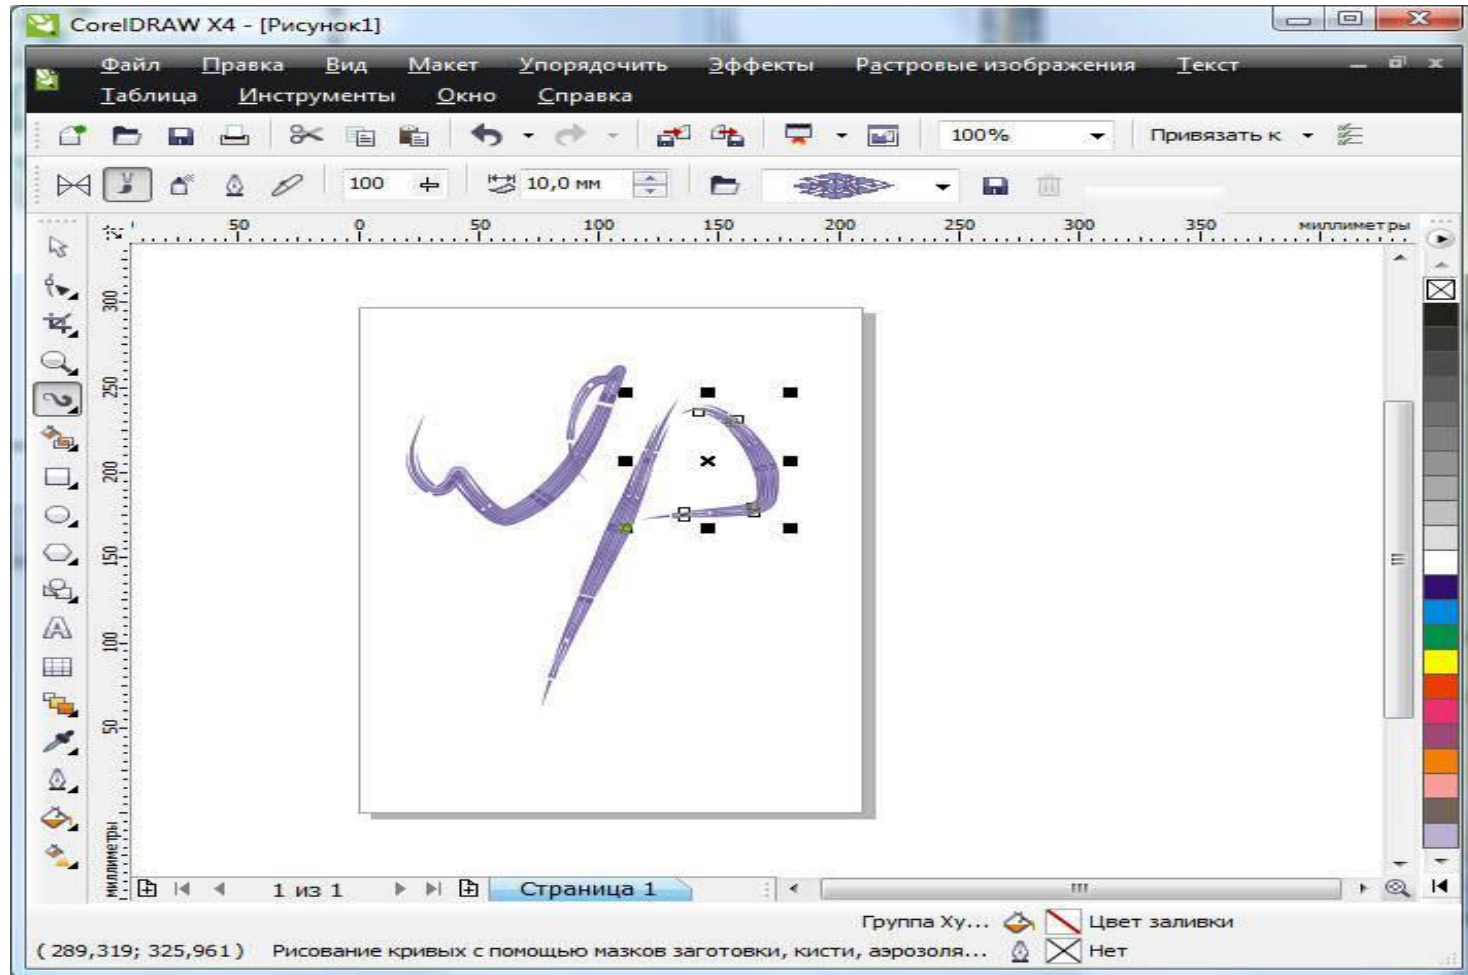 CorelDRAW X4 - [Рисунок1]
Файл Правка Вид Макет Упорядочить Эффекты Растровые изображения Текст
Таблица Инструменты Окно Справка
100% Привязать к
100 10,0 мм
50 0 50 100 150 200 250 300 350 миллиметры
300
250
200
150
100
50
миллиметры
1 из 1 Страница 1
Группа Ху... Цвет заливки
( 289,319; 325,961 ) Рисование кривых с помощью мазков заготовки, кисти, аэрозоля... Нет